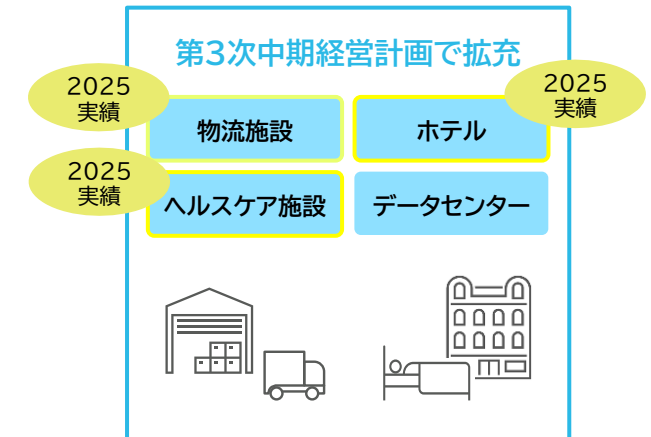 第3次中期経営計画で拡充
2025
実績
物流施設
ホテル
2025
実績
2025
実績
ヘルスケア施設
データセンター